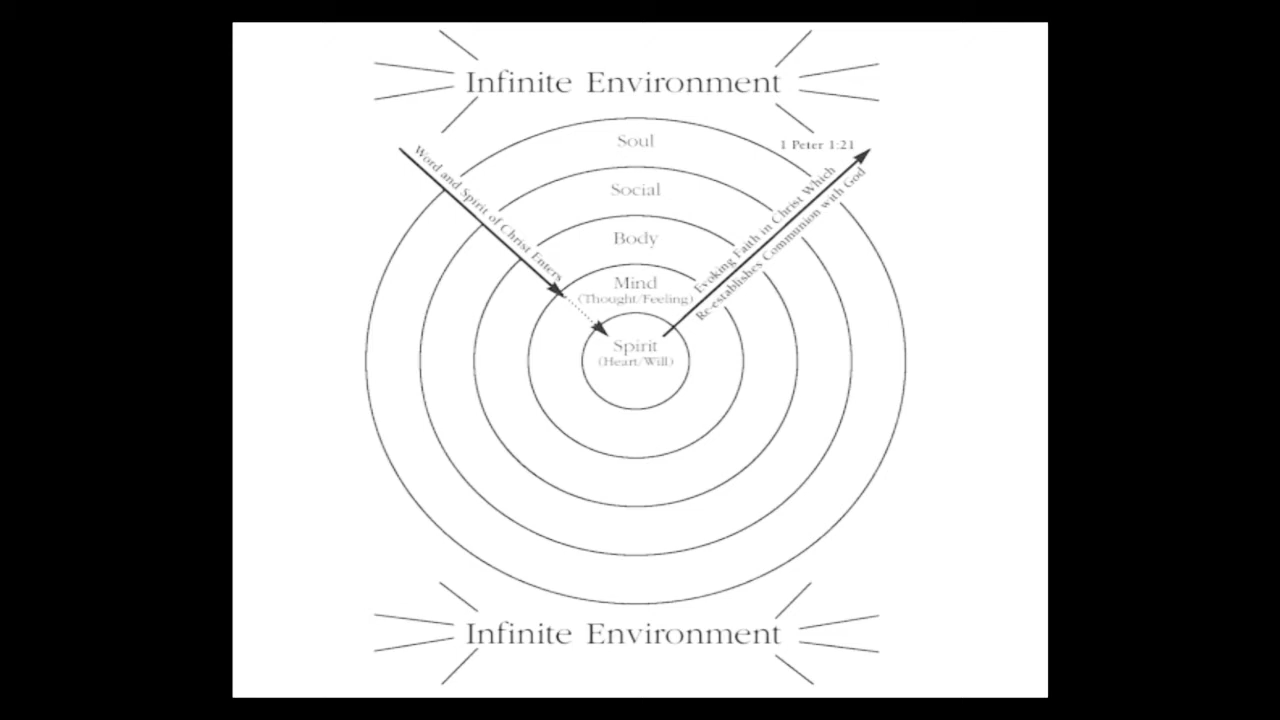 Infinite Environment
Soul
1 Peter 1:21
Social
Word and Spirit of Christ Enters
Evoking Faith in Christ Which
Re-establishes Communion with God
Body
Mind
(Thought/Feeling)
Spirit
(Heart/Will)
Infinite Environment